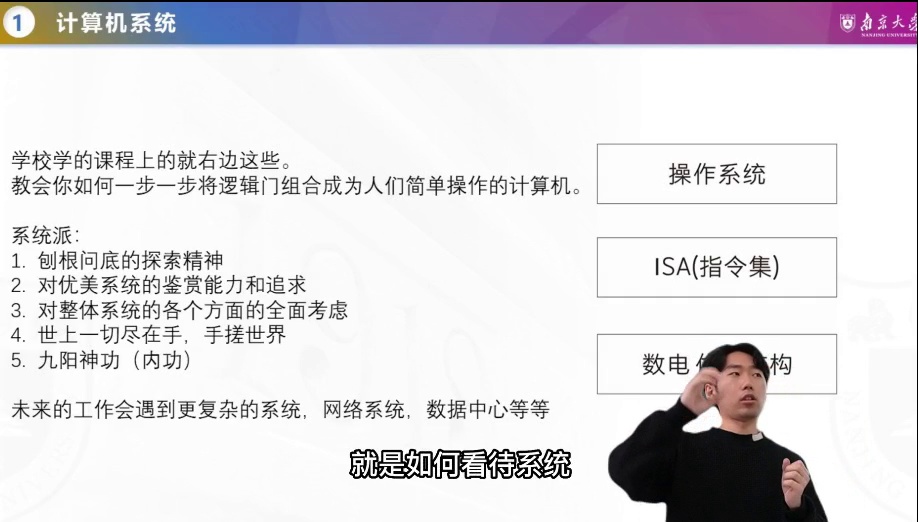 1 计算机系统
南京大学
NANJING UNIVERSITY
学校学的课程上的就右边这些。
教会你如何一步一步将逻辑门组合成为人们简单操作的计算机。
系统派：
1. 刨根问底的探索精神
2. 对优美系统的鉴赏能力和追求
3. 对整体系统的各个方面的全面考虑
4. 世上一切尽在手，手搓世界
5. 九阳神功（内功）
未来的工作会遇到更复杂的系统，网络系统，数据中心等等
操作系统
ISA(指令集)
数电 构
就是如何看待系统